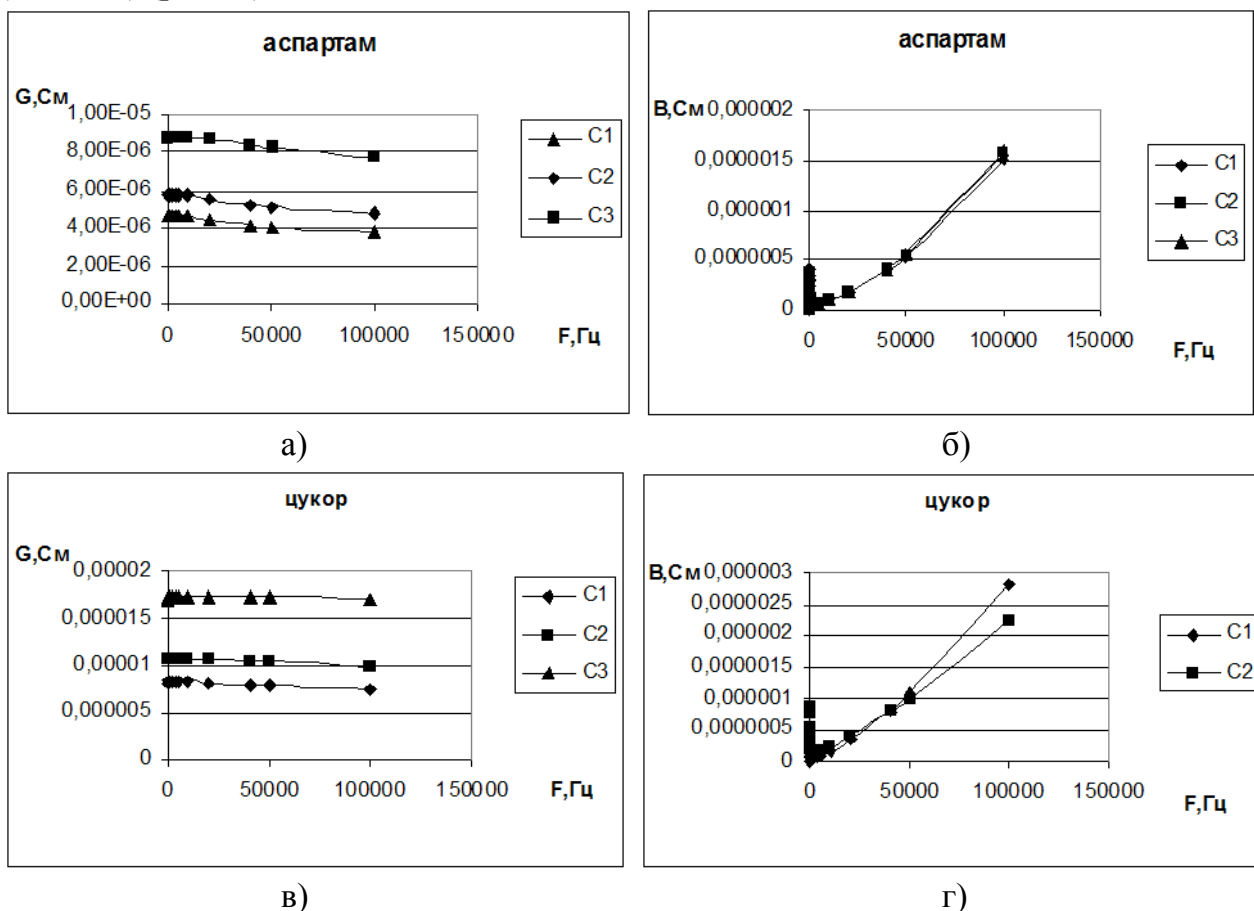 аспартам
G,См
1,00E-05
8,00E-06
6,00E-06
4,00E-06
2,00E-06
0,00E+00
0 50000 100000 150000
F,Гц
C1
C2
C3
а)
аспартам
B,См 0,000002
0,0000015
0,000001
0,0000005
0
0 50000 100000 150000
F,Гц
C1
C2
C3
б)
цукор
G,См
0,00002
0,000015
0,00001
0,000005
0
0 50000 100000 150000
F,Гц
C1
C2
C3
в)
цукор
B,См 0,000003
0,0000025
0,000002
0,0000015
0,000001
0,0000005
0
0 50000 100000 150000
F,Гц
C1
C2
г)